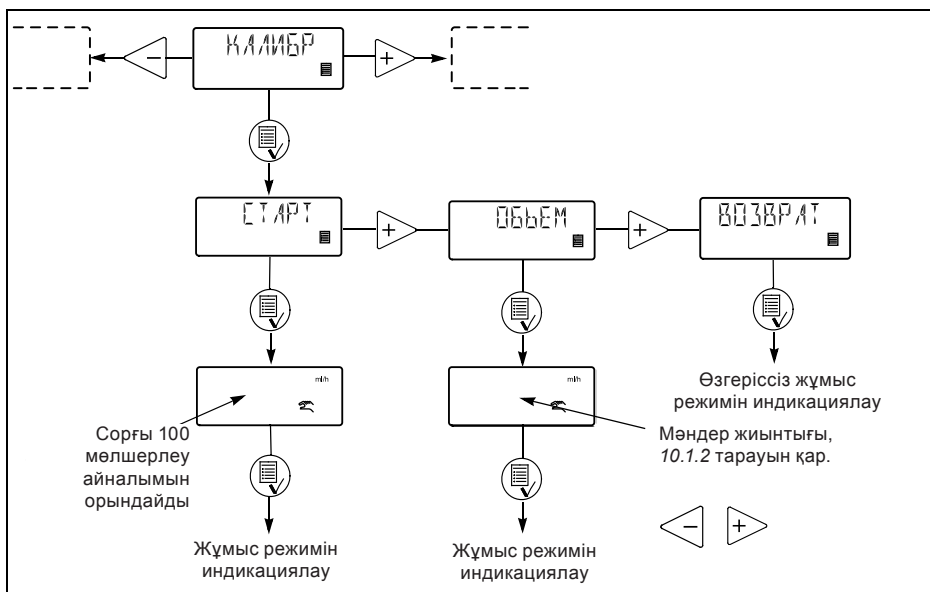 КАЛИБР
СТАРТ
ОБЬЕМ
ВОЗВРАТ
ml/h
ml/h
Өзгеріссіз жұмыс
режимін индикациялау
Сорғы 100
мөлшерлеу
айналымын
орындайды
Мәндер жиынтығы,
10.1.2 тарауын қар.
Жұмыс режимін
индикациялау
Жұмыс режимін
индикациялау